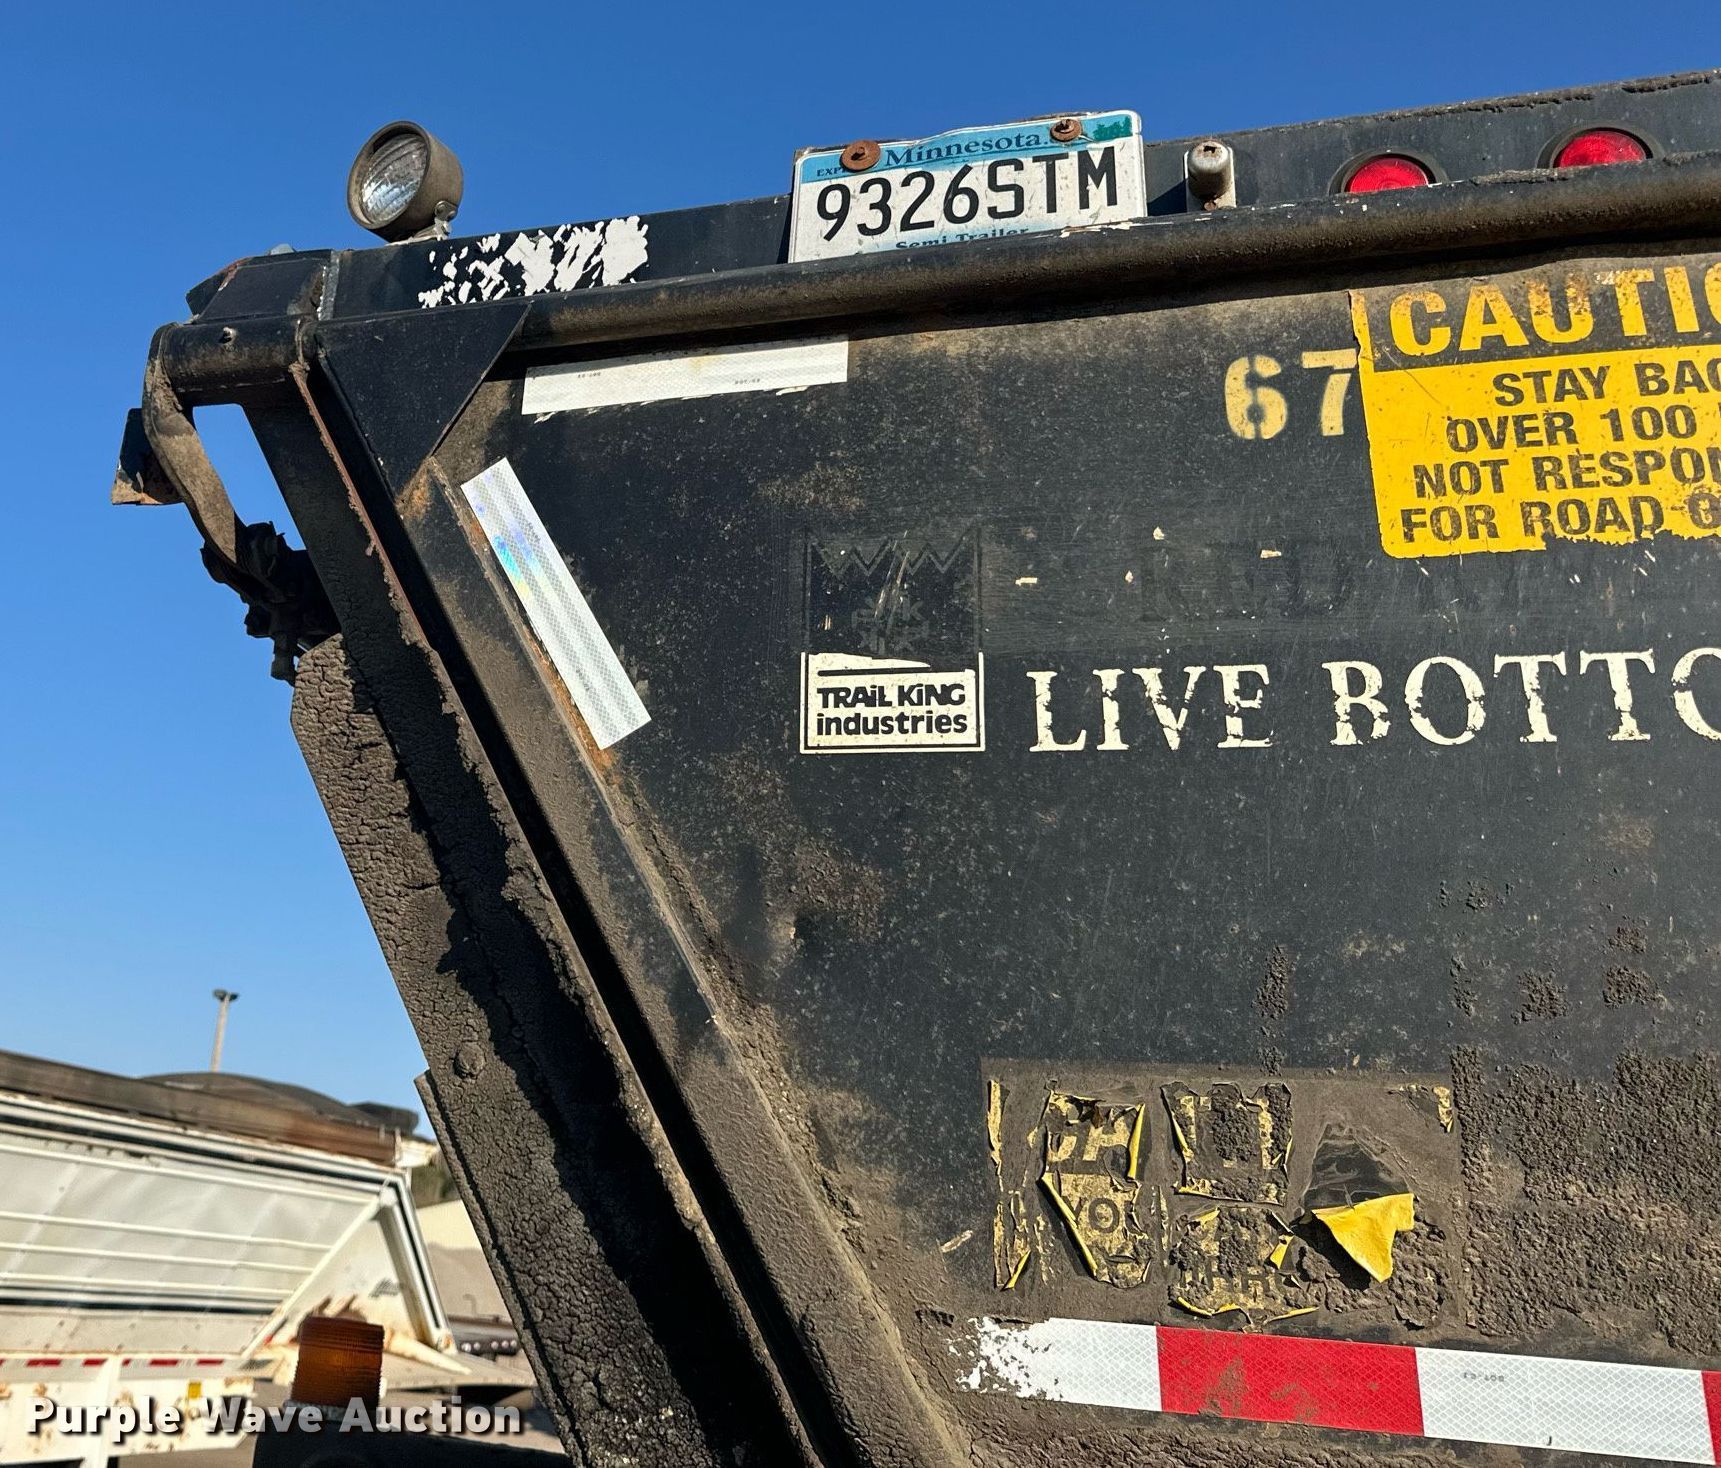 Minnesota
9326STM
Semi Trailer
67
CAUTIO
STAY BAC
OVER 100
NOT RESPON
FOR ROAD
TRAIL KING
industries
LIVE BOTTO
Purple Wave Auction